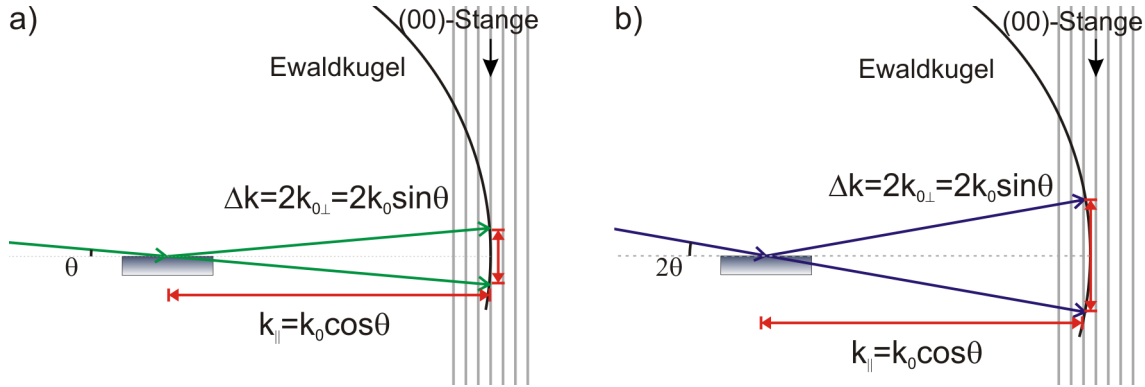 a)
(00)-Stange
Ewaldkugel
Δk=2k₀⊥=2k₀sinθ
θ
k||=k₀cosθ
b)
(00)-Stange
Ewaldkugel
Δk=2k₀⊥=2k₀sinθ
2θ
k||=k₀cosθ